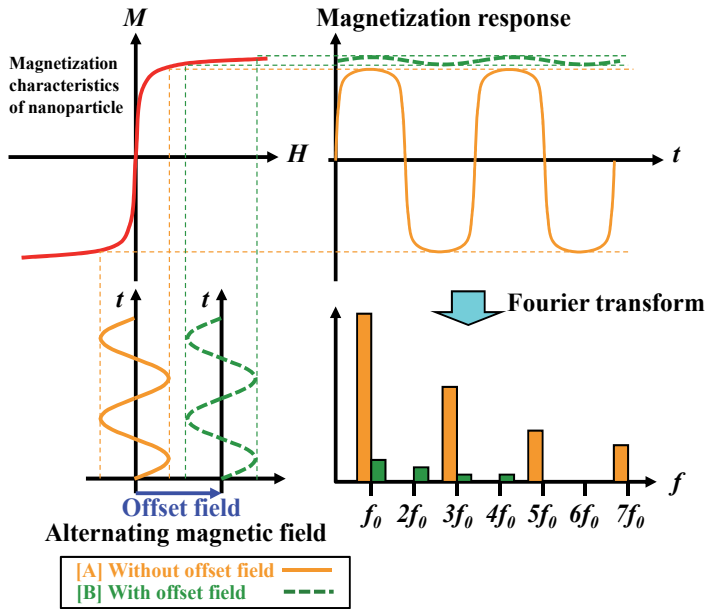 M
Magnetization response
Magnetization
characteristics
of nanoparticle
H
t
t
t
Fourier transform
f
f₀ 2f₀ 3f₀ 4f₀ 5f₀ 6f₀ 7f₀
Offset field
Alternating magnetic field
[A] Without offset field
[B] With offset field